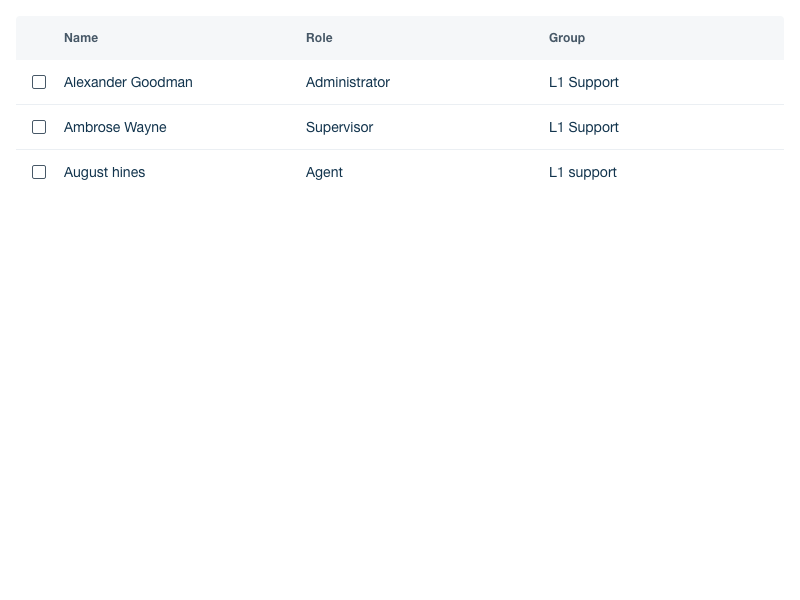 Name Role Group
Alexander Goodman Administrator L1 Support
Ambrose Wayne Supervisor L1 Support
August hines Agent L1 support